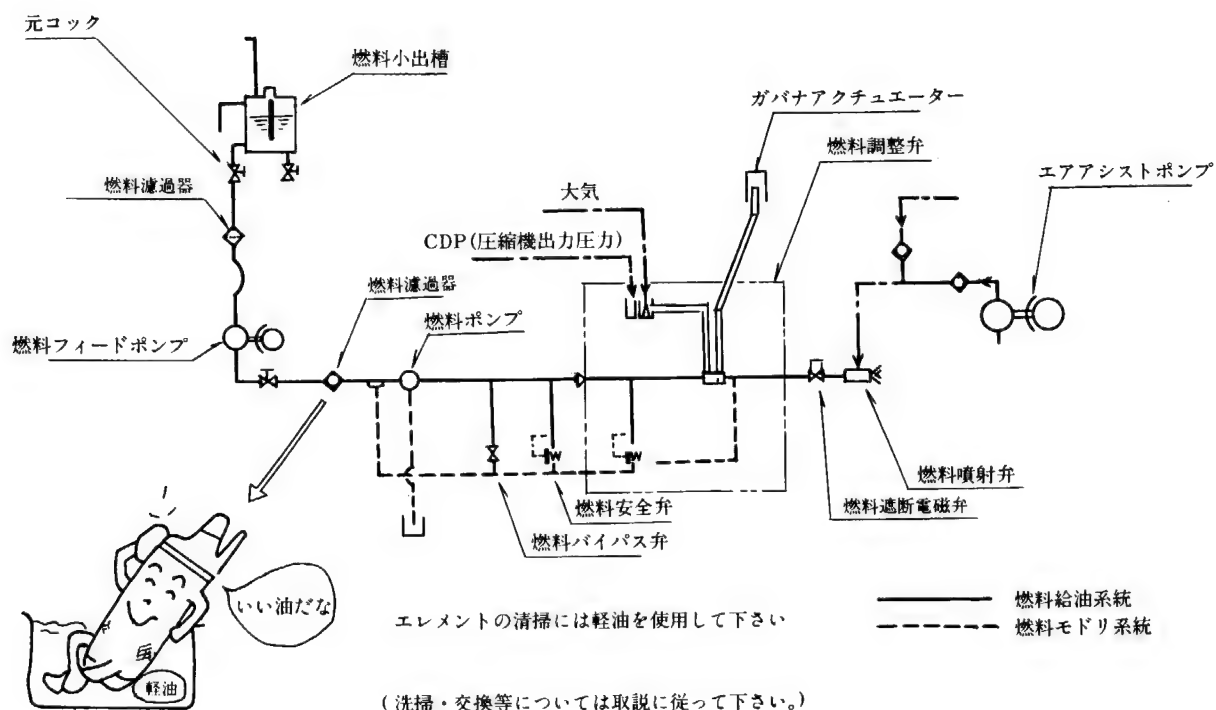 元コック
燃料小出槽
ガバナアクチュエーター
燃料調整弁
エアアシストポンプ
燃料濾過器
大気
CDP(圧縮機出力圧力)
燃料濾過器
燃料ポンプ
燃料フィードポンプ
燃料噴射弁
燃料遮断電磁弁
燃料安全弁
燃料バイパス弁
いい油だな
軽油
エレメントの清掃には軽油を使用して下さい
燃料給油系統
燃料モドリ系統
(洗掃・交換等については取説に従って下さい。)